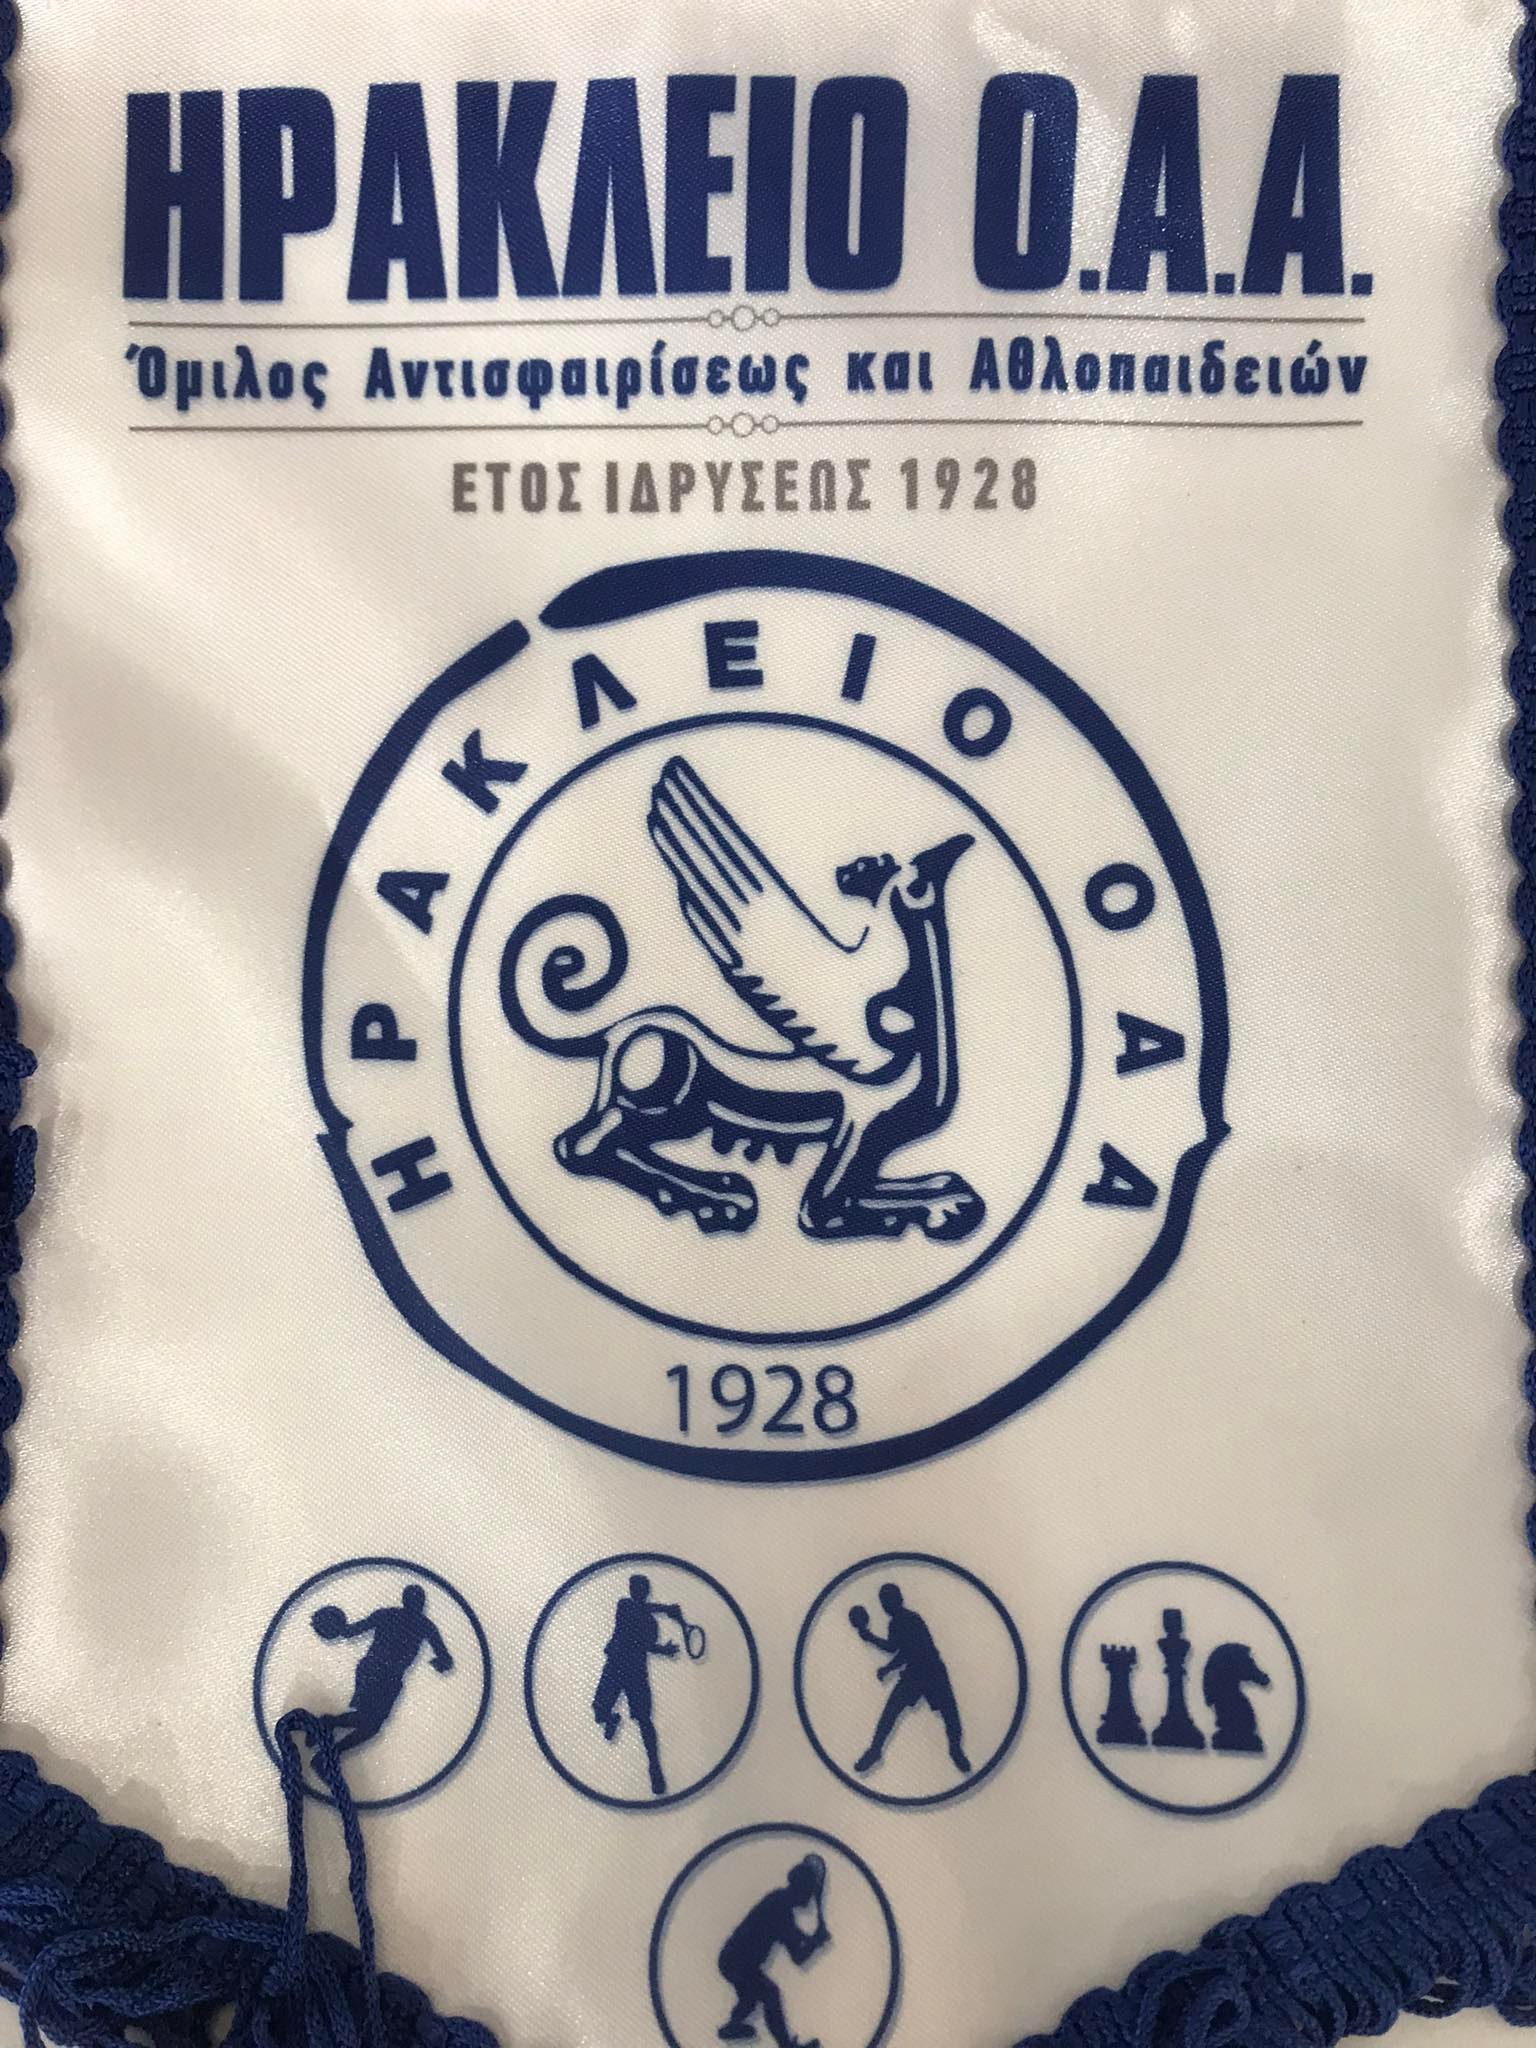 ΗΡΑΚΛΕΙΟ Ο.Α.Α.
Όμιλος Αντισφαιρίσεως και Αθλοπαιδειών
ΕΤΟΣ ΙΔΡΥΣΕΩΣ 1928
ΗΡΑΚΛΕΙΟ ΟΑΑ
1928